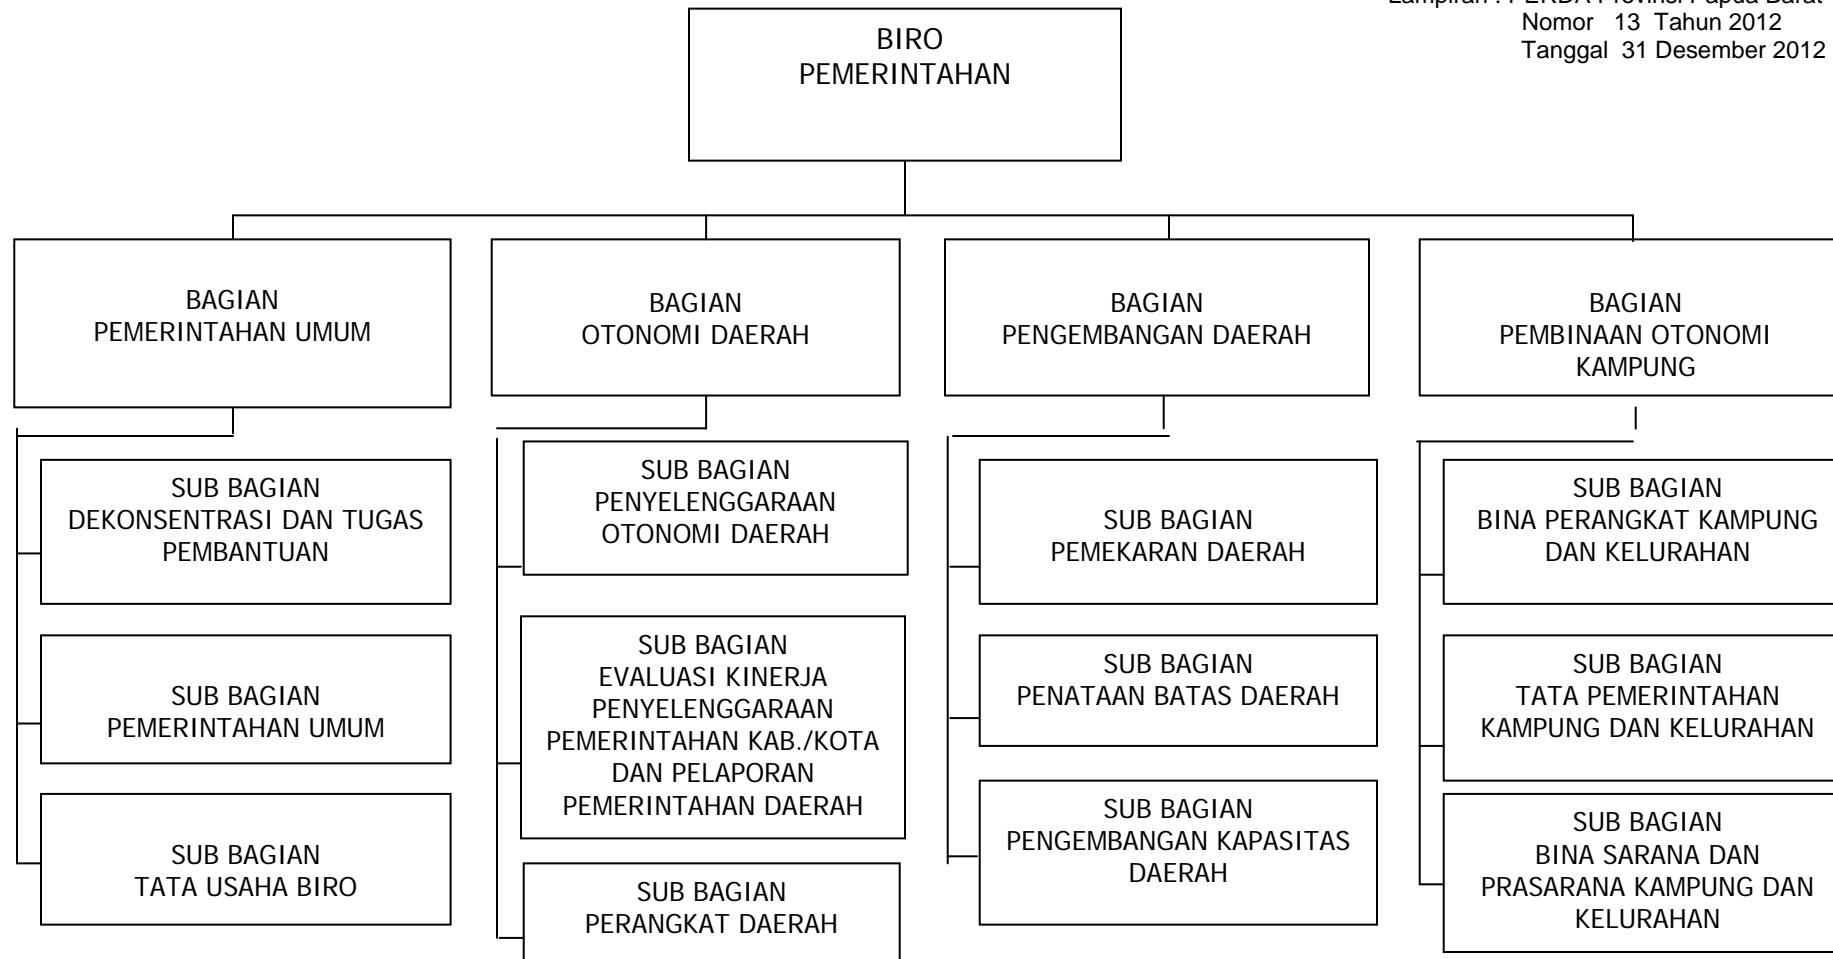 Lampiran : PERDA Provinsi Papua Barat
Nomor 13 Tahun 2012
Tanggal 31 Desember 2012
BIRO
PEMERINTAHAN
BAGIAN
PEMERINTAHAN UMUM
BAGIAN
OTONOMI DAERAH
BAGIAN
PENGEMBANGAN DAERAH
BAGIAN
PEMBINAAN OTONOMI
KAMPUNG
SUB BAGIAN
DEKONSENTRASI DAN TUGAS
PEMBANTUAN
SUB BAGIAN
PEMERINTAHAN UMUM
SUB BAGIAN
TATA USAHA BIRO
SUB BAGIAN
PENYELENGGARAAN
OTONOMI DAERAH
SUB BAGIAN
EVALUASI KINERJA
PENYELENGGARAAN
PEMERINTAHAN KAB./KOTA
DAN PELAPORAN
PEMERINTAHAN DAERAH
SUB BAGIAN
PERANGKAT DAERAH
SUB BAGIAN
PEMEKARAN DAERAH
SUB BAGIAN
PENATAAN BATAS DAERAH
SUB BAGIAN
PENGEMBANGAN KAPASITAS
DAERAH
SUB BAGIAN
BINA PERANGKAT KAMPUNG
DAN KELURAHAN
SUB BAGIAN
TATA PEMERINTAHAN
KAMPUNG DAN KELURAHAN
SUB BAGIAN
BINA SARANA DAN
PRASARANA KAMPUNG DAN
KELURAHAN